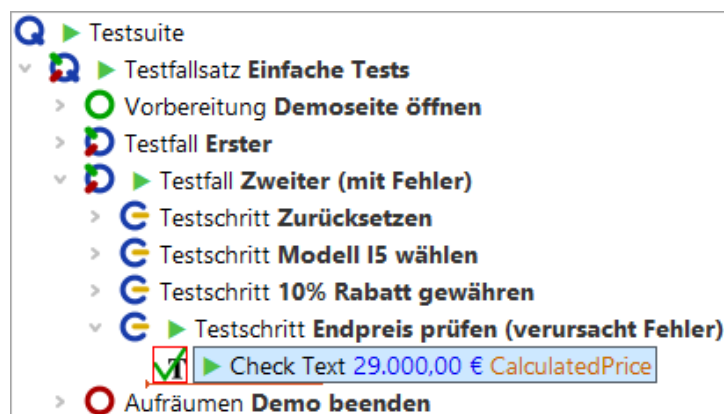 Testsuite
Testfallsatz Einfache Tests
Vorbereitung Demoseite öffnen
Testfall Erster
Testfall Zweiter (mit Fehler)
Testschritt Zurücksetzen
Testschritt Modell I5 wählen
Testschritt 10% Rabatt gewähren
Testschritt Endpreis prüfen (verursacht Fehler)
Check Text 29.000,00 € CalculatedPrice
Aufräumen Demo beenden